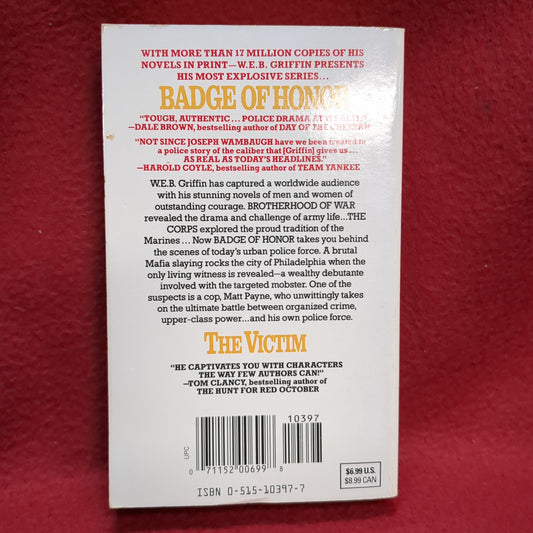 WITH MORE THAN 17 MILLION COPIES OF HIS
NOVELS IN PRINT—W.E.B. GRIFFIN PRESENTS
HIS MOST EXPLOSIVE SERIES...
BADGE OF HONOR
"TOUGH, AUTHENTIC... POLICE DRAMA AT
—DALE BROWN, bestselling author of DAY OF THE
"NOT SINCE JOSEPH WAMBAUGH have we been treated to
a police story of the caliber that [Griffin] gives us...
AS REAL AS TODAY'S HEADLINES."
—HAROLD COYLE, bestselling author of TEAM YANKEE
W.E.B. Griffin has captured a worldwide audience
with his stunning novels of men and women of
outstanding courage. BROTHERHOOD OF WAR
revealed the drama and challenge of army life...THE
CORPS explored the proud tradition of the
Marines... Now BADGE OF HONOR takes you behind
the scenes of today's urban police force. A brutal
Mafia slaying rocks the city of Philadelphia when
the only living witness is revealed—a wealthy debutante
involved with the targeted mobster. One of the
suspects is a cop, Matt Payne, who unwittingly takes
on the ultimate battle between organized crime,
upper-class power...and his own police force.
THE VICTIM
"HE CAPTIVATES YOU WITH CHARACTERS
THE WAY FEW AUTHORS CAN!"
—TOM CLANCY, bestselling author of
THE HUNT FOR RED OCTOBER
10397
UPC
0 71152 00699 8
ISBN 0-515-10397-7
$6.99 U.S.
$8.99 CAN